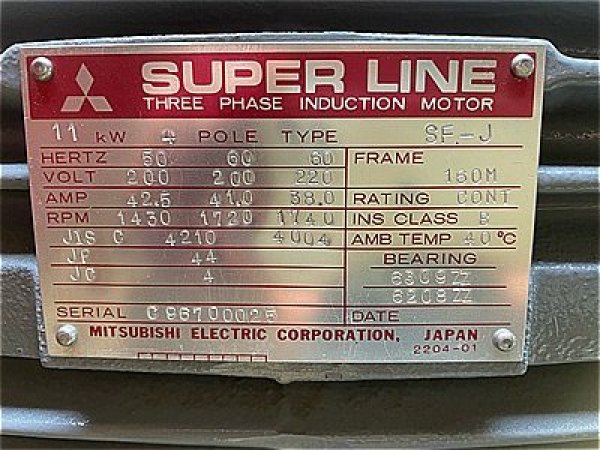 SUPER LINE
THREE PHASE INDUCTION MOTOR
11 kW 4 POLE TYPE SF-J
HERTZ 50 60 60 FRAME
VOLT 200 200 220 160M
AMP 42.5 41.0 38.0 RATING CONT
RPM 1430 1720 1740 INS CLASS B
JIS C 4210 4004 AMB TEMP 40°C
JP 44 BEARING
JC 4 6309ZZ
6208ZZ
SERIAL C96700025 DATE
MITSUBISHI ELECTRIC CORPORATION, JAPAN
2204-01